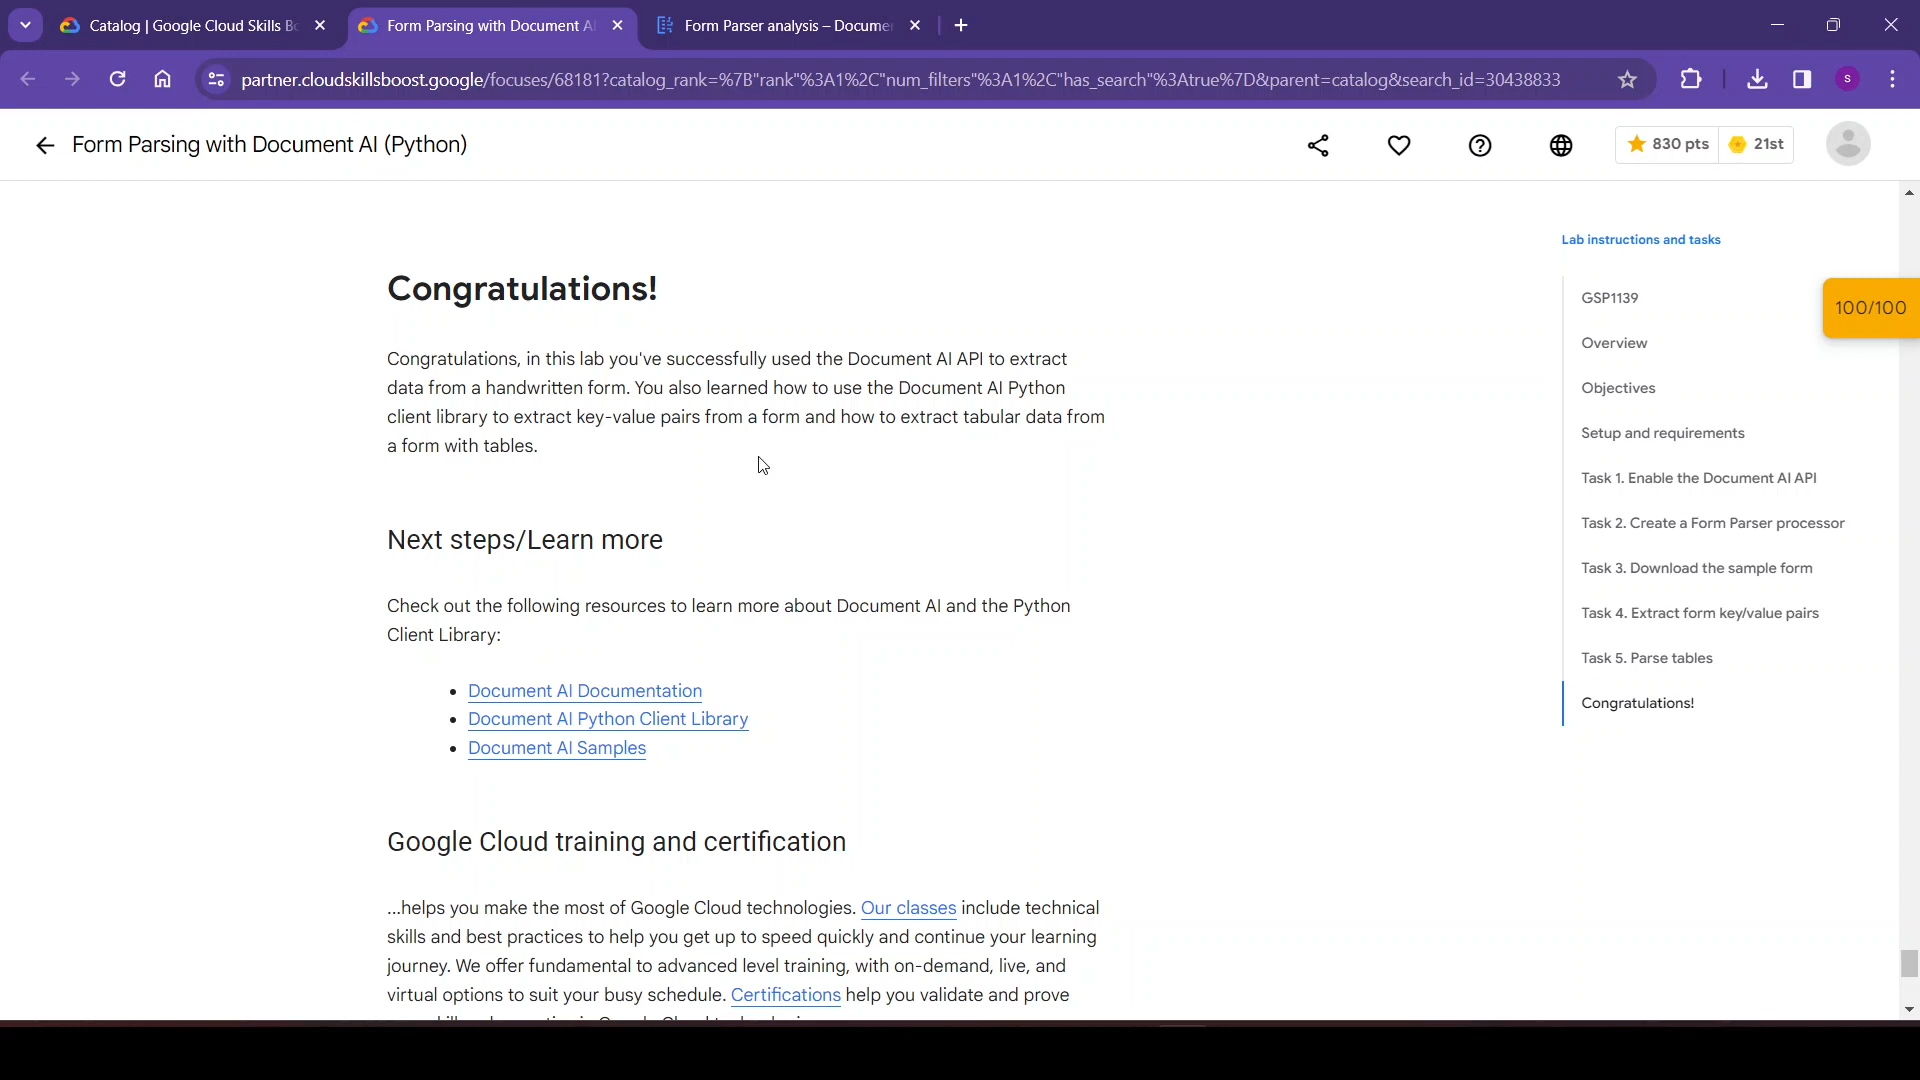 Catalog | Google Cloud Skills Bo
Form Parsing with Document AI
Form Parser analysis – Docume
partner.cloudskillsboost.google/focuses/68181?catalog_rank=%7B"rank"%3A1%2C"num_filters"%3A1%2C"has_search"%3Atrue%7D&parent=catalog&search_id=30438833
S
Form Parsing with Document AI (Python)
830 pts
21st
Lab instructions and tasks
GSP1139
100/100
Overview
Objectives
Setup and requirements
Task 1. Enable the Document AI API
Task 2. Create a Form Parser processor
Task 3. Download the sample form
Task 4. Extract form key/value pairs
Task 5. Parse tables
Congratulations!
Congratulations!
Congratulations, in this lab you've successfully used the Document AI API to extract
data from a handwritten form. You also learned how to use the Document AI Python
client library to extract key-value pairs from a form and how to extract tabular data from
a form with tables.
Next steps/Learn more
Check out the following resources to learn more about Document AI and the Python
Client Library:
• Document AI Documentation
• Document AI Python Client Library
• Document AI Samples
Google Cloud training and certification
...helps you make the most of Google Cloud technologies. Our classes include technical
skills and best practices to help you get up to speed quickly and continue your learning
journey. We offer fundamental to advanced level training, with on-demand, live, and
virtual options to suit your busy schedule. Certifications help you validate and prove